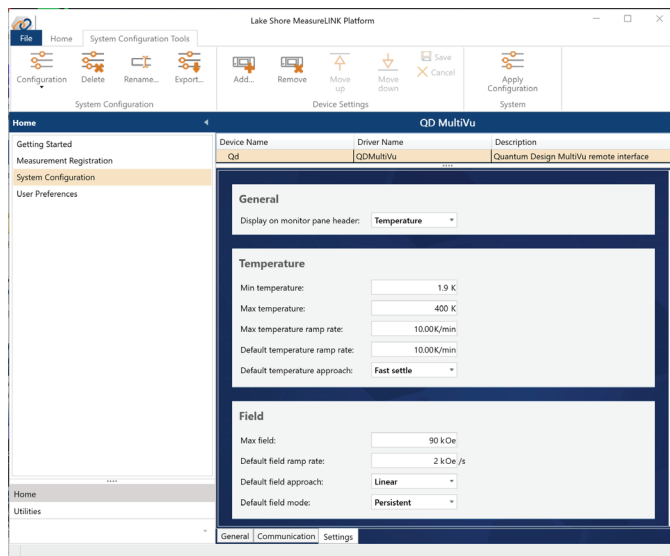 Lake Shore MeasureLINK Platform
File Home System Configuration Tools
Configuration Delete Rename... Export... Add... Remove Move up Move down Save Cancel Apply Configuration
System Configuration Device Settings System
Home QD MultiVu
Getting Started
Measurement Registration
System Configuration
User Preferences
Device Name Driver Name Description
Qd QDMultiVu Quantum Design MultiVu remote interface
General
Display on monitor pane header: Temperature
Temperature
Min temperature: 1.9 K
Max temperature: 400 K
Max temperature ramp rate: 10.00K/min
Default temperature ramp rate: 10.00K/min
Default temperature approach: Fast settle
Field
Max field: 90 kOe
Default field ramp rate: 2 kOe /s
Default field approach: Linear
Default field mode: Persistent
Home
Utilities
General Communication Settings